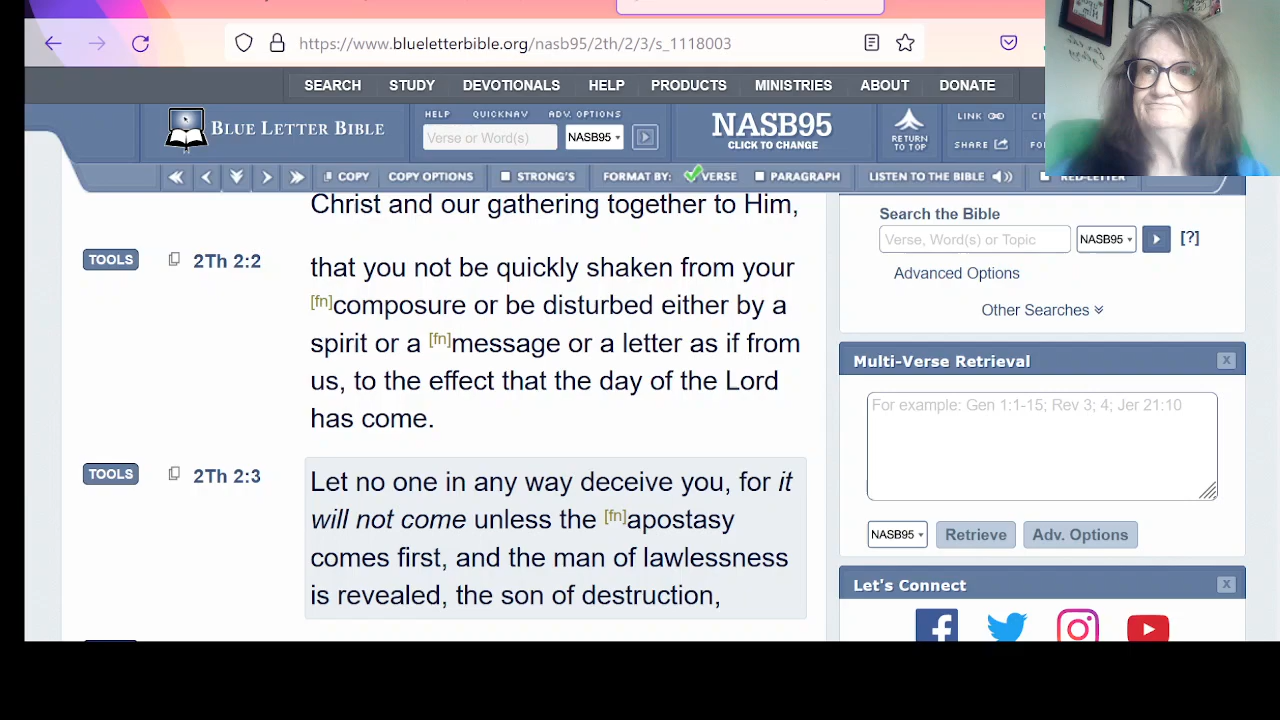 https://www.blueletterbible.org/nasb95/2th/2/3/s_1118003
SEARCH STUDY DEVOTIONALS HELP PRODUCTS MINISTRIES ABOUT DONATE
BLUE LETTER BIBLE
HELP QUICKNAV ADV. OPTIONS
Verse or Word(s) NASB95
NASB95
CLICK TO CHANGE
RETURN
TO TOP
LINK
SHARE
COPY COPY OPTIONS STRONG'S FORMAT BY: VERSE PARAGRAPH LISTEN TO THE BIBLE RED-LETTER
Christ and our gathering together to Him,
TOOLS 2Th 2:2
that you not be quickly shaken from your
[fn]composure or be disturbed either by a
spirit or a [fn]message or a letter as if from
us, to the effect that the day of the Lord
has come.
TOOLS 2Th 2:3
Let no one in any way deceive you, for it
will not come unless the [fn]apostasy
comes first, and the man of lawlessness
is revealed, the son of destruction,
Search the Bible
Verse, Word(s) or Topic NASB95 [?]
Advanced Options
Other Searches
Multi-Verse Retrieval X
For example: Gen 1:1-15; Rev 3; 4; Jer 21:10
NASB95 Retrieve Adv. Options
Let's Connect X